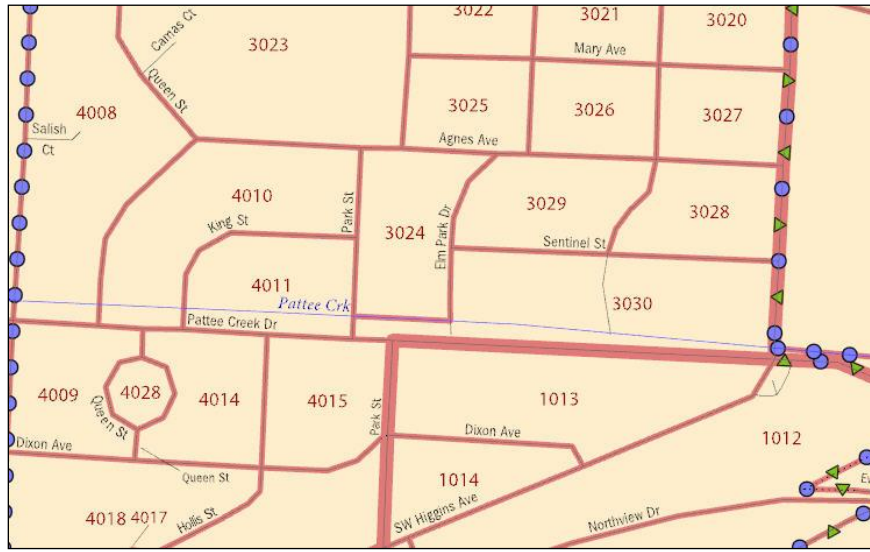 3022
3021
3020
Camas Ct
3023
Mary Ave
Queen St
4008
3025
3026
3027
Salish
Ct
Agnes Ave
4010
Park St
3029
3028
King St
3024
Elm Park Dr
Sentinel St
4011
Pattee Crk
3030
Pattee Creek Dr
4009
4028
4014
4015
1013
Queen St
Park St
Dixon Ave
1012
Dixon Ave
Queen St
1014
SW Higgins Ave
4018
4017
Hollis St
Northview Dr